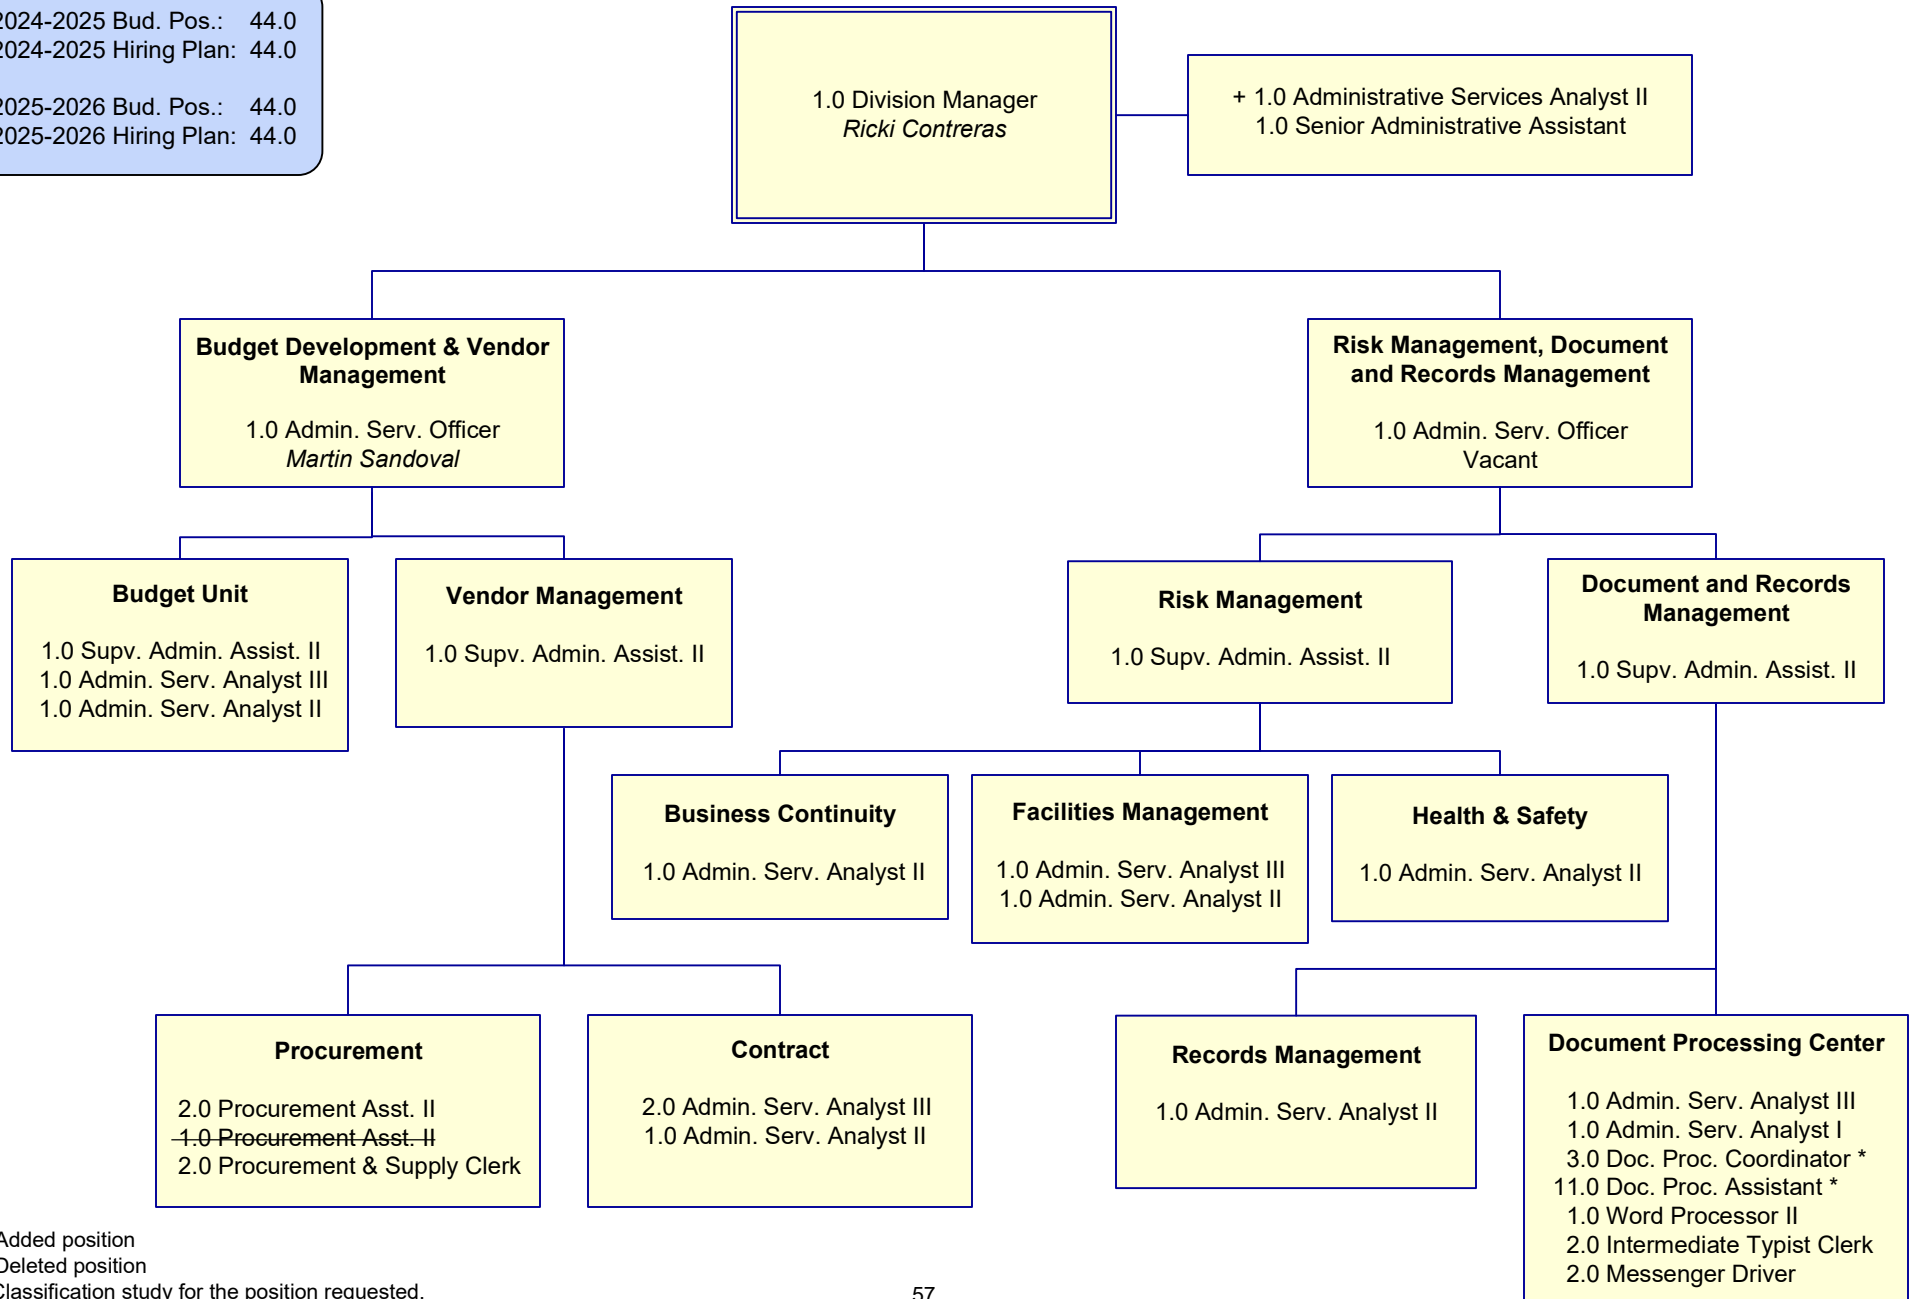 2024-2025 Bud. Pos.: 44.0
2024-2025 Hiring Plan: 44.0
2025-2026 Bud. Pos.: 44.0
2025-2026 Hiring Plan: 44.0
1.0 Division Manager
Ricki Contreras
+ 1.0 Administrative Services Analyst II
1.0 Senior Administrative Assistant
Budget Development & Vendor
Management
1.0 Admin. Serv. Officer
Martin Sandoval
Risk Management, Document
and Records Management
1.0 Admin. Serv. Officer
Vacant
Budget Unit
1.0 Supv. Admin. Assist. II
1.0 Admin. Serv. Analyst III
1.0 Admin. Serv. Analyst II
Vendor Management
1.0 Supv. Admin. Assist. II
Risk Management
1.0 Supv. Admin. Assist. II
Document and Records
Management
1.0 Supv. Admin. Assist. II
Business Continuity
1.0 Admin. Serv. Analyst II
Facilities Management
1.0 Admin. Serv. Analyst III
1.0 Admin. Serv. Analyst II
Health & Safety
1.0 Admin. Serv. Analyst II
Procurement
2.0 Procurement Asst. II
1.0 Procurement Asst. II
2.0 Procurement & Supply Clerk
Contract
2.0 Admin. Serv. Analyst III
1.0 Admin. Serv. Analyst II
Records Management
1.0 Admin. Serv. Analyst II
Document Processing Center
1.0 Admin. Serv. Analyst III
1.0 Admin. Serv. Analyst I
3.0 Doc. Proc. Coordinator *
11.0 Doc. Proc. Assistant *
1.0 Word Processor II
2.0 Intermediate Typist Clerk
2.0 Messenger Driver
Added position
Deleted position
Classification study for the position requested.
57